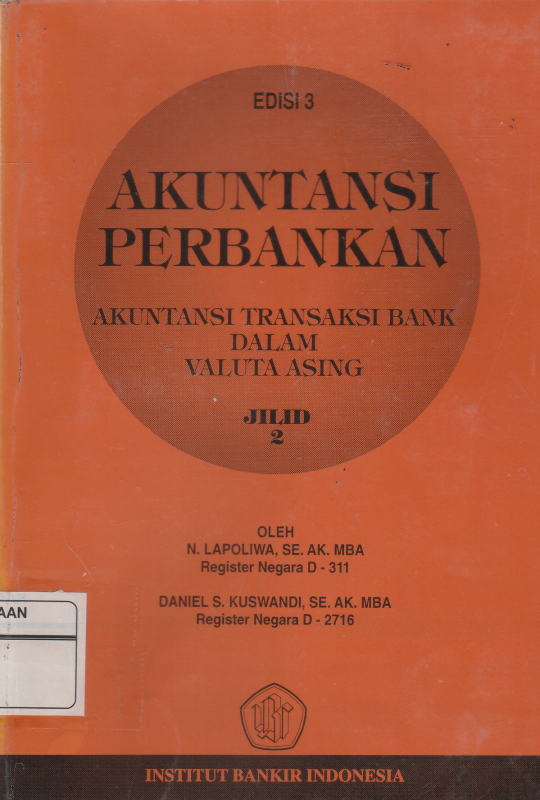 EDISI 3
AKUNTANSI
PERBANKAN
AKUNTANSI TRANSAKSI BANK
DALAM
VALUTA ASING
JILID
2
OLEH
N. LAPOLIWA, SE. AK. MBA
Register Negara D - 311
DANIEL S. KUSWANDI, SE. AK. MBA
Register Negara D - 2716
AAN
INSTITUT BANKIR INDONESIA